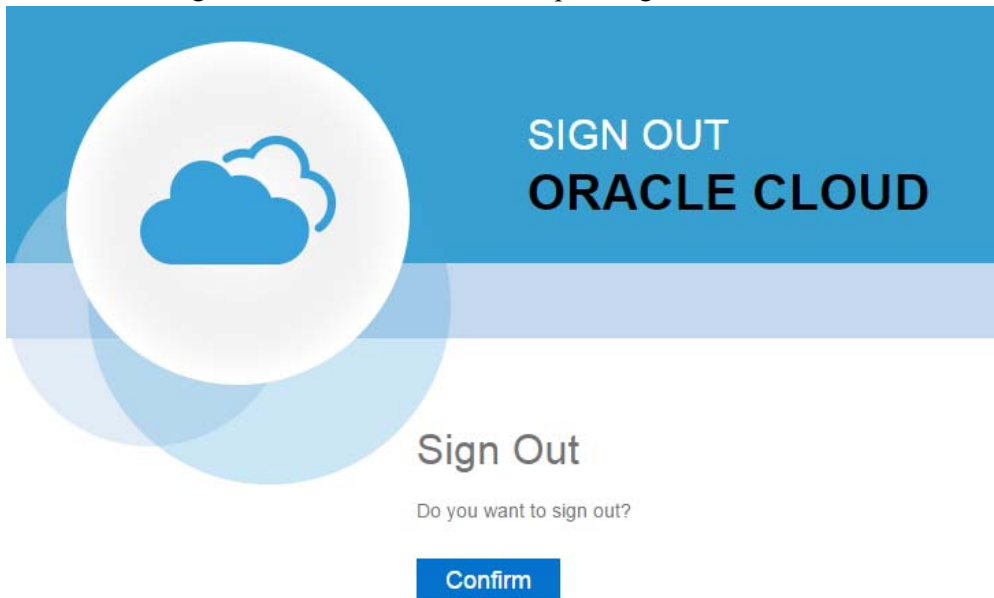 SIGN OUT
ORACLE CLOUD
Sign Out
Do you want to sign out?
Confirm